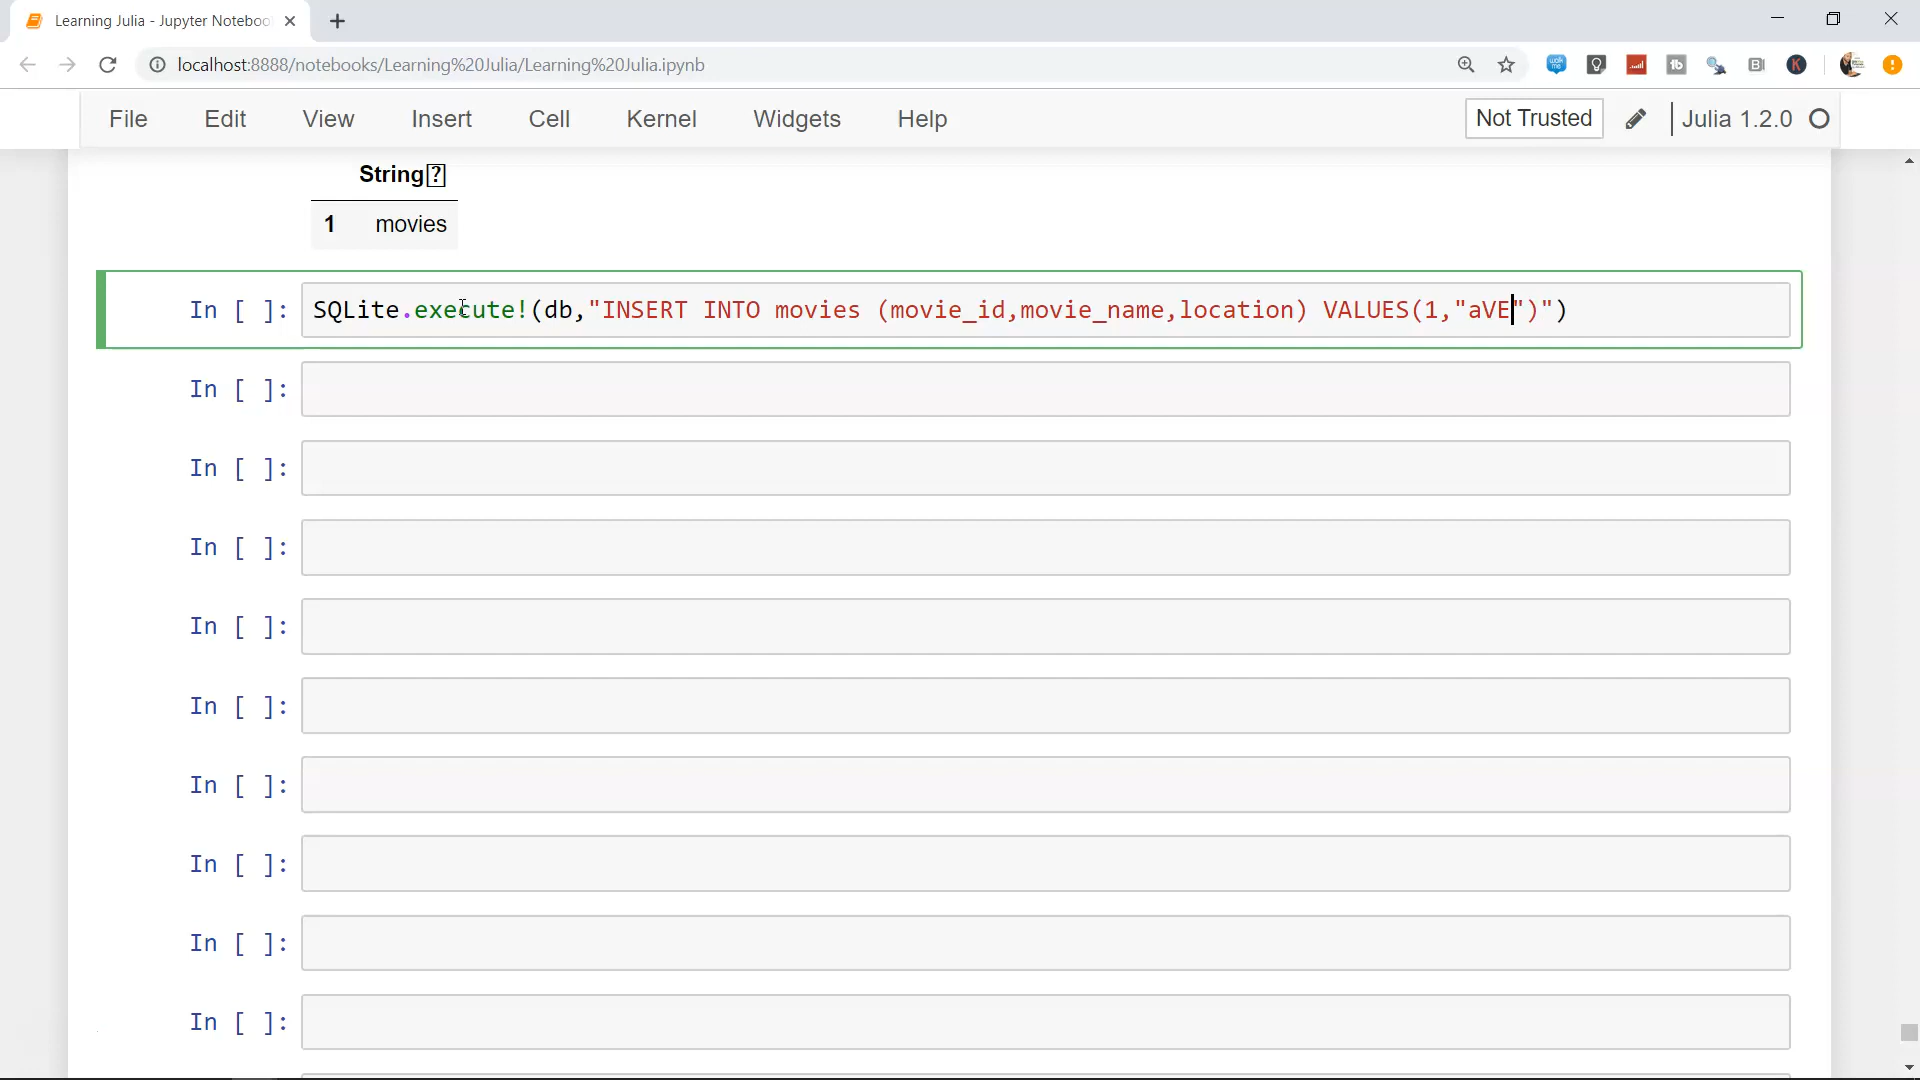 Learning Julia - Jupyter Noteboo
localhost:8888/notebooks/Learning%20Julia/Learning%20Julia.ipynb
File Edit View Insert Cell Kernel Widgets Help Not Trusted Julia 1.2.0
String⍰
1 movies
In [ ]: SQLite.execute!(db,"INSERT INTO movies (movie_id,movie_name,location) VALUES(1,"aVE")")
In [ ]:
In [ ]:
In [ ]:
In [ ]:
In [ ]:
In [ ]:
In [ ]:
In [ ]:
In [ ]: